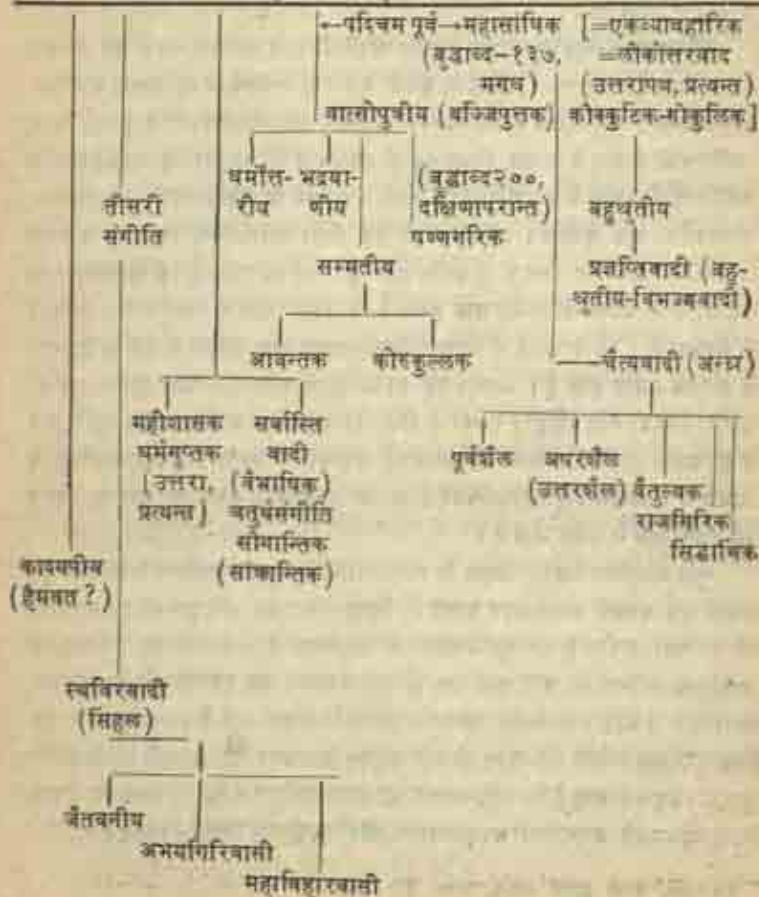 ←पश्चिम पूर्व→महासांघिक [=एकव्यावहारिक
(बुद्धाब्द-१३७, =लोकोत्तरवाद
मगध) (उत्तरापथ, प्रत्यन्त)
वात्सीपुत्रीय (वज्जिपुत्तक) कौक्कुटिक-गोकुलिक]
धर्मोत्त- भद्रया- (बुद्धाब्द२००,
तीसरी रीय णीय दक्षिणापरान्त) बहुश्रुतीय
संगीति षण्णगरिक
सम्मतीय प्रज्ञप्तिवादी (बहु-
श्रुतीय-विभज्यवादी)
आवन्तक कोरुकुल्लक —चैत्यवादी (अन्ध्र)
महीशासक सर्वास्ति
धर्मगुप्तक वादी पूर्वशैल अपरशैल
(उत्तरा, (वैभाषिक) (उत्तरशैल) वैतुल्यक
प्रत्यन्त) चतुर्थसंगीति राजगिरिक
सौत्रान्तिक सिद्धार्थिक
काश्यपीय (सांक्रान्तिक)
(हैमवत ?)
स्थविरवादी
(सिंहल)
जेतवनीय
अभयगिरिवासी
महाविहारवासी